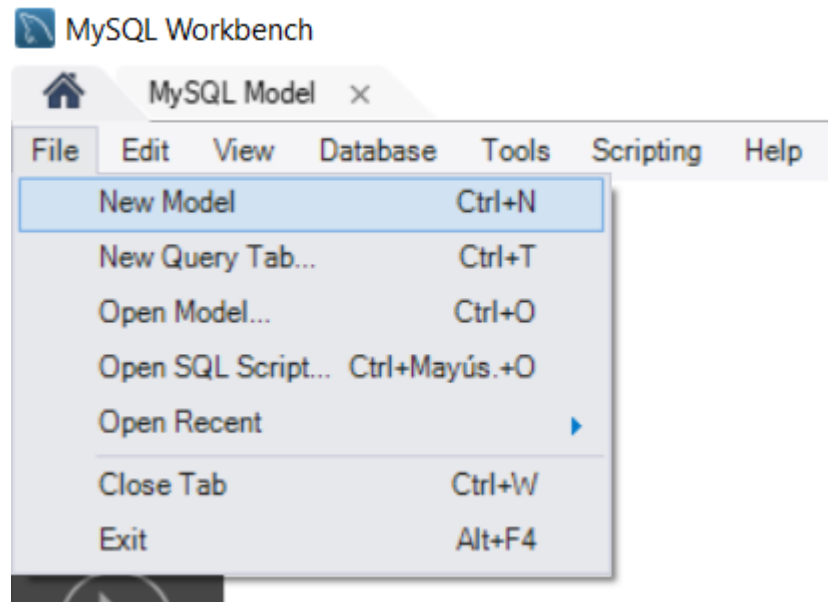 MySQL Workbench
MySQL Model ×
File Edit View Database Tools Scripting Help
New Model Ctrl+N
New Query Tab... Ctrl+T
Open Model... Ctrl+O
Open SQL Script... Ctrl+Mayús.+O
Open Recent
Close Tab Ctrl+W
Exit Alt+F4